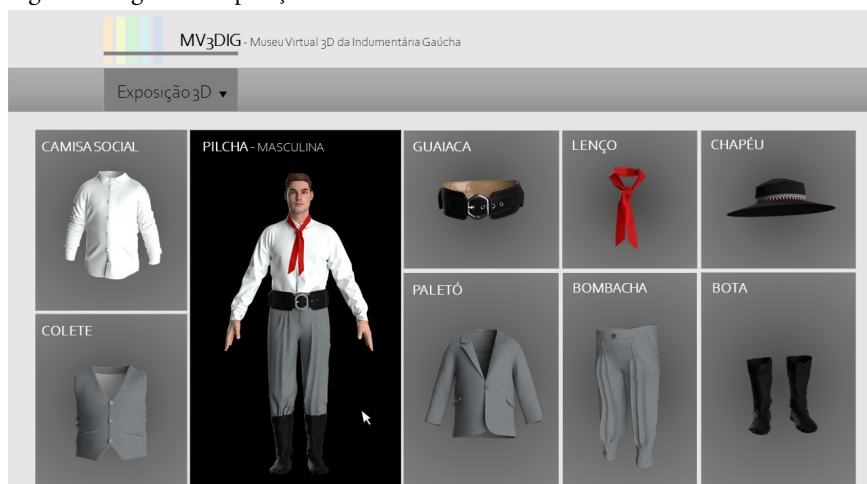 MV3DIG - Museu Virtual 3D da Indumentária Gaúcha
Exposição 3D
CAMISA SOCIAL
PILCHA - MASCULINA
GUAIACA
LENÇO
CHAPÉU
PALETÓ
BOMBACHA
BOTA
COLETE